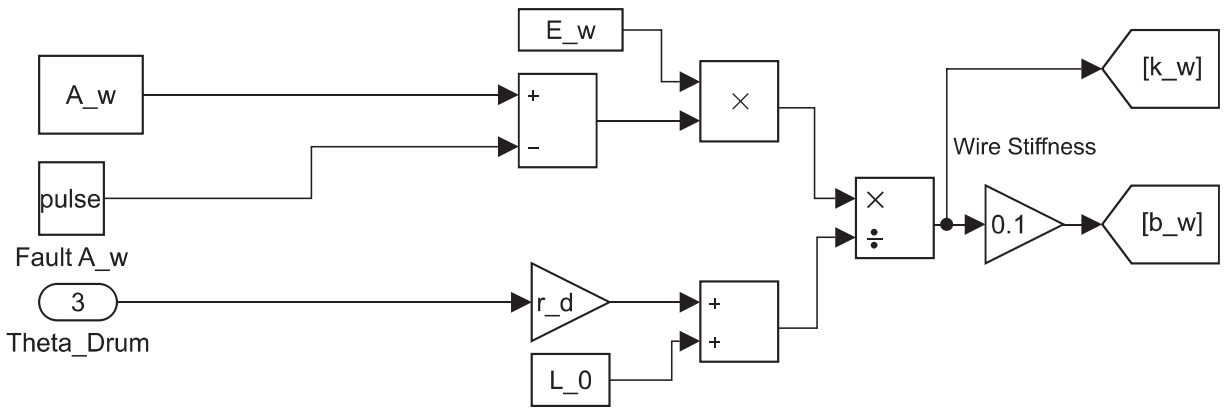 E_w
[k_w]
A_w
+
×
−
Wire Stiffness
pulse
×
÷
0.1
[b_w]
Fault A_w
3
r_d
+
+
Theta_Drum
L_0